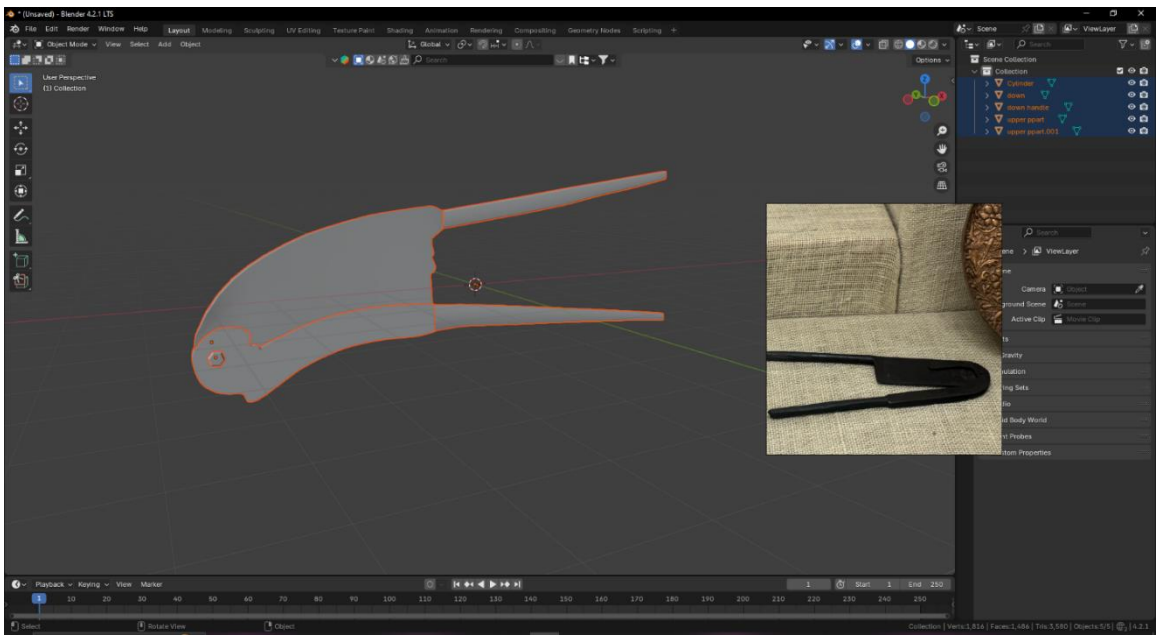 * (Unsaved) - Blender 4.2.1 LTS
File Edit Render Window Help Layout Modeling Sculpting UV Editing Texture Paint Shading Animation Rendering Compositing Geometry Nodes Scripting + Scene ViewLayer
Object Mode View Select Add Object Global Search
Options
User Perspective
(1) Collection
Scene Collection
Collection
Cylinder
down
down handle
upper ppart
upper ppart.001
Search
ViewLayer
Camera Object
Scene
Active Clip Movie Clip
Playback Keying View Marker 1 Start 1 End 250
1 10 20 30 40 50 60 70 80 90 100 110 120 130 140 150 160 170 180 190 200 210 220 230 240 250
Select Rotate View Object Collection | Verts:1,816 | Faces:1,486 | Tris:3,580 | Objects:5/5 | 4.2.1